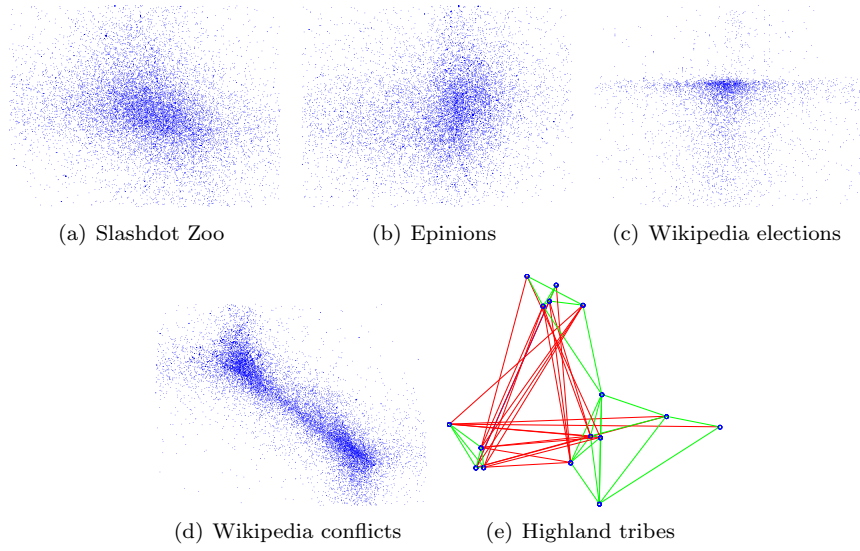 (a) Slashdot Zoo
(b) Epinions
(c) Wikipedia elections
(d) Wikipedia conflicts
(e) Highland tribes